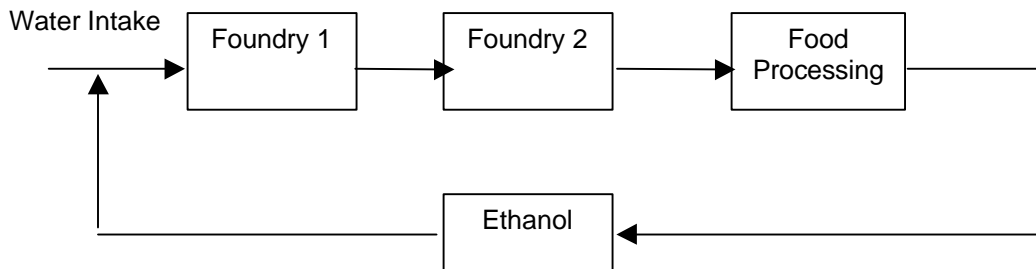 Water Intake
Foundry 1
Foundry 2
Food
Processing
Ethanol